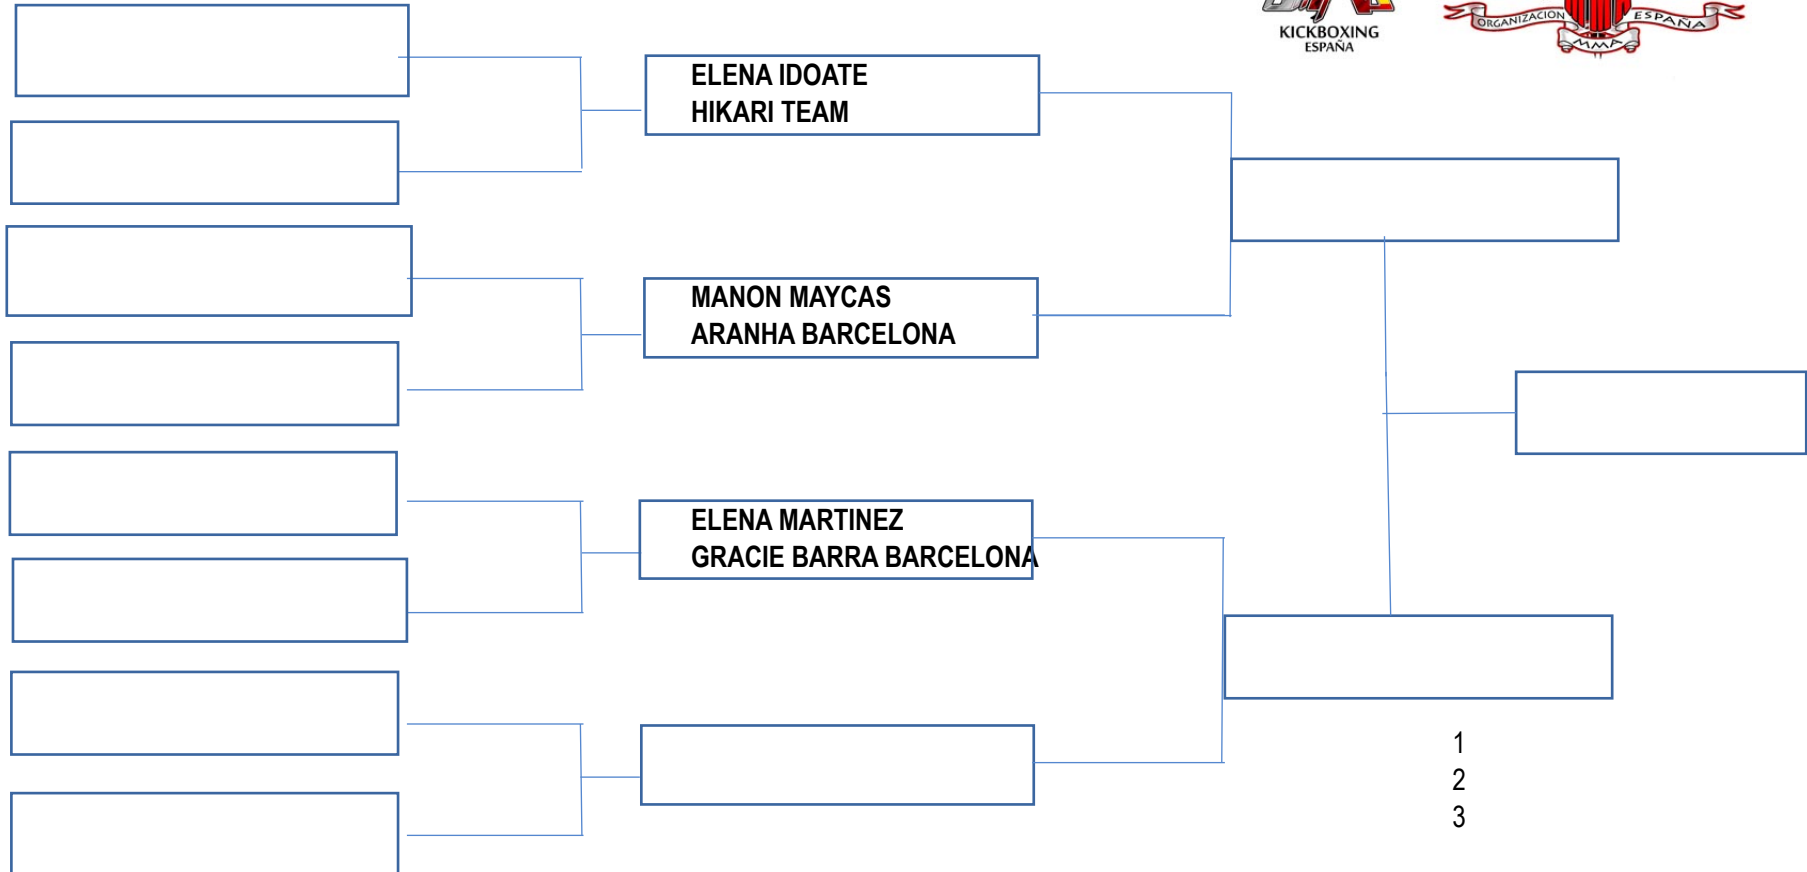 KICKBOXING
ESPAÑA
ORGANIZACION ESPAÑA
MMA
ELENA IDOATE
HIKARI TEAM
MANON MAYCAS
ARANHA BARCELONA
ELENA MARTINEZ
GRACIE BARRA BARCELONA
1
2
3